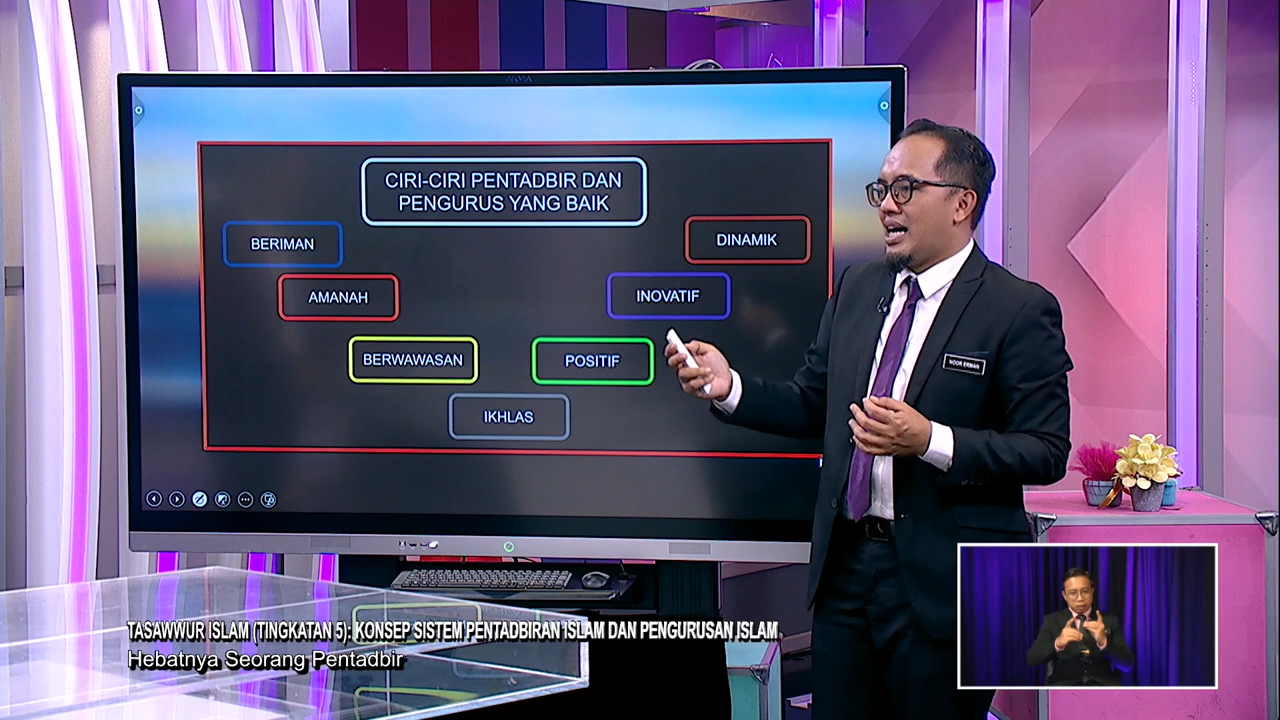 CIRI-CIRI PENTADBIR DAN
PENGURUS YANG BAIK
BERIMAN
DINAMIK
AMANAH
INOVATIF
BERWAWASAN
POSITIF
IKHLAS
NOOR ERMAN
TASAWWUR ISLAM (TINGKATAN 5): KONSEP SISTEM PENTADBIRAN ISLAM DAN PENGURUSAN ISLAM
Hebatnya Seorang Pentadbir